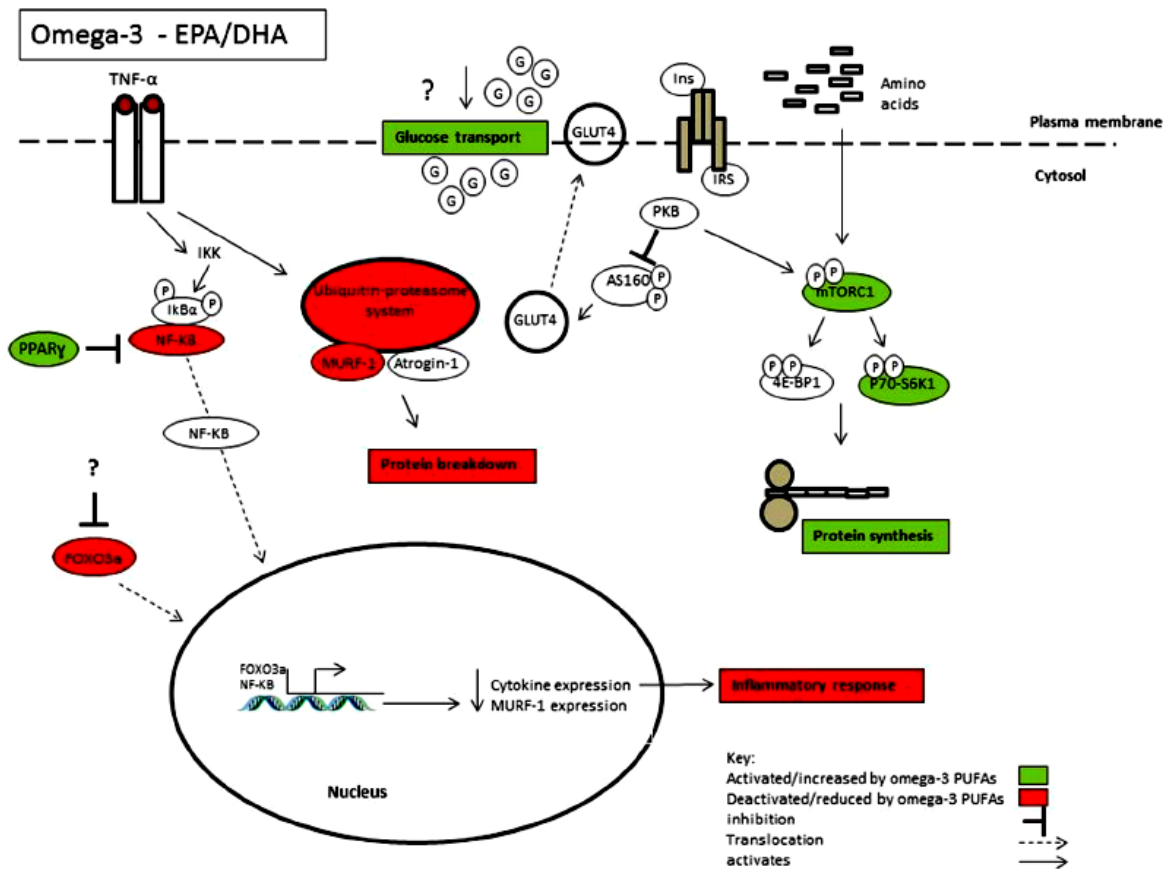 Omega-3 - EPA/DHA
TNF-α
?
G
G
G
G
Glucose transport
G
G
G
G
GLUT4
Ins
IRS
Amino
acids
Plasma membrane
Cytosol
IKK
P
P
IkBα
NF-KB
PPARɣ
Ubiquitin-proteasome
system
MURF-1
Atrogin-1
GLUT4
PKB
AS160
P
P
P
P
mTORC1
P
P
4E-BP1
P
P
P70-S6K1
NF-KB
Protein breakdown
?
FOXO3a
Protein synthesis
FOXO3a
NF-KB
Cytokine expression
MURF-1 expression
Inflammatory response
Nucleus
Key:
Activated/increased by omega-3 PUFAs
Deactivated/reduced by omega-3 PUFAs
inhibition
Translocation
activates